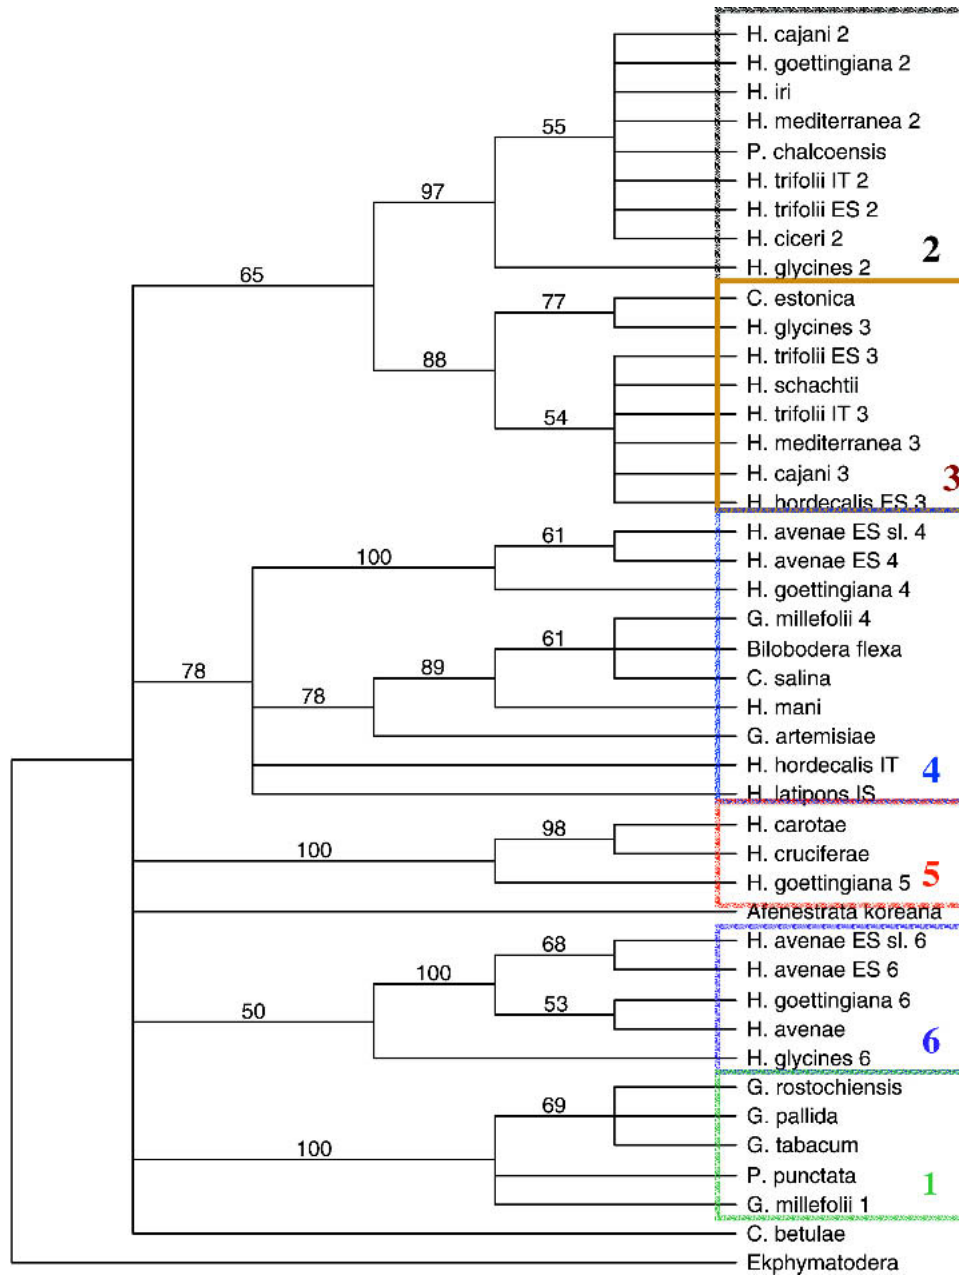 H. cajani 2
H. goettingiana 2
H. iri
H. mediterranea 2
55
P. chalcoensis
H. trifolii IT 2
97
H. trifolii ES 2
H. ciceri 2
2
H. glycines 2
65
C. estonica
77
H. glycines 3
H. trifolii ES 3
88
H. schachtii
H. trifolii IT 3
54
H. mediterranea 3
H. cajani 3
3
H. hordecalis ES 3
H. avenae ES sl. 4
61
H. avenae ES 4
100
H. goettingiana 4
G. millefolii 4
61
Bilobodera flexa
78
89
C. salina
78
H. mani
G. artemisiae
H. hordecalis IT
4
H. latipons IS
H. carotae
98
100
H. cruciferae
H. goettingiana 5
5
Afenestrata koreana
H. avenae ES sl. 6
68
H. avenae ES 6
100
H. goettingiana 6
50
53
H. avenae
6
H. glycines 6
G. rostochiensis
69
G. pallida
G. tabacum
100
P. punctata
1
G. millefolii 1
C. betulae
Ekphymatodera